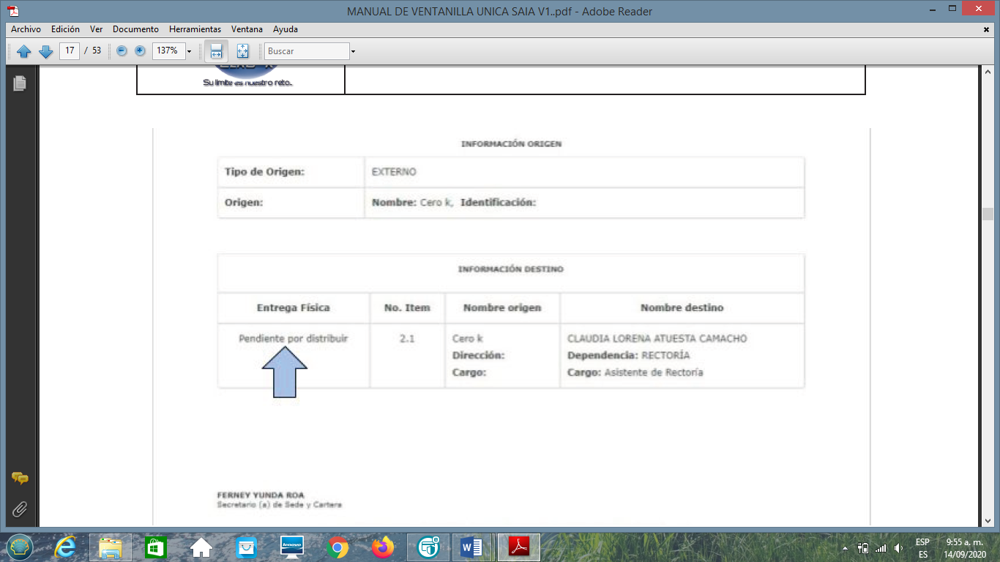 MANUAL DE VENTANILLA UNICA SAIA V1..pdf - Adobe Reader
Archivo Edición Ver Documento Herramientas Ventana Ayuda
17 / 53 137% Buscar
Su limite es nuestro reto.
INFORMACIÓN ORIGEN
Tipo de Origen: EXTERNO
Origen: Nombre: Cero k, Identificación:
INFORMACIÓN DESTINO
Entrega Física No. Item Nombre origen Nombre destino
Pendiente por distribuir 2.1 Cero k CLAUDIA LORENA ATUESTA CAMACHO
Dirección: Dependencia: RECTORÍA
Cargo: Cargo: Asistente de Rectoría
FERNEY YUNDA ROA
Secretario (a) de Sede y Cartera
ESP 9:55 a. m.
ES 14/09/2020